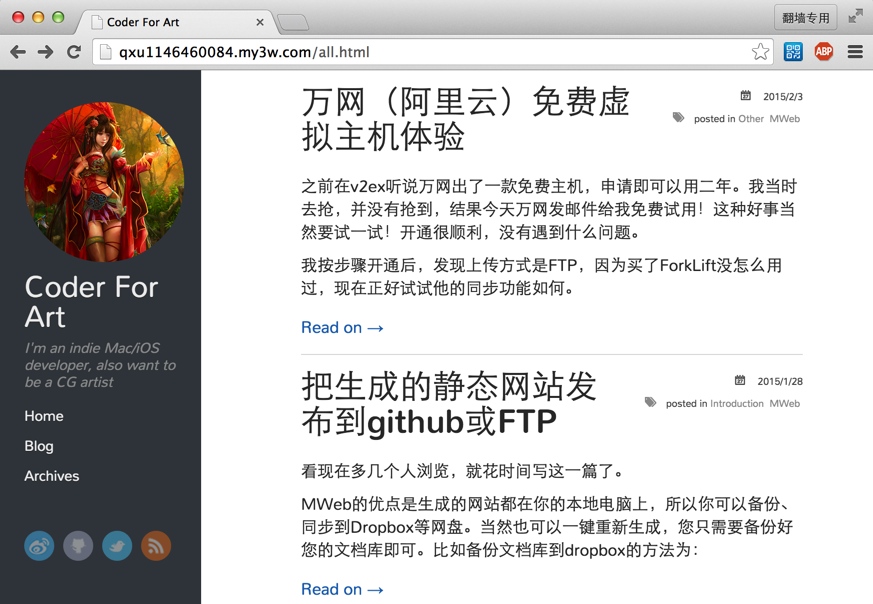 Coder For Art
翻墙专用
qxu1146460084.my3w.com/all.html
ABP
Coder For
Art
I'm an indie Mac/iOS
developer, also want to
be a CG artist
Home
Blog
Archives
万网（阿里云）免费虚
拟主机体验
2015/2/3
posted in Other MWeb
之前在v2ex听说万网出了一款免费主机，申请即可以用二年。我当时
去抢，并没有抢到，结果今天万网发邮件给我免费试用！这种好事当
然要试一试！开通很顺利，没有遇到什么问题。
我按步骤开通后，发现上传方式是FTP，因为买了ForkLift没怎么用
过，现在正好试试他的同步功能如何。
Read on →
把生成的静态网站发
布到github或FTP
2015/1/28
posted in Introduction MWeb
看现在多几个人浏览，就花时间写这一篇了。
MWeb的优点是生成的网站都在你的本地电脑上，所以你可以备份、
同步到Dropbox等网盘。当然也可以一键重新生成，您只需要备份好
您的文档库即可。比如备份文档库到dropbox的方法为：
Read on →